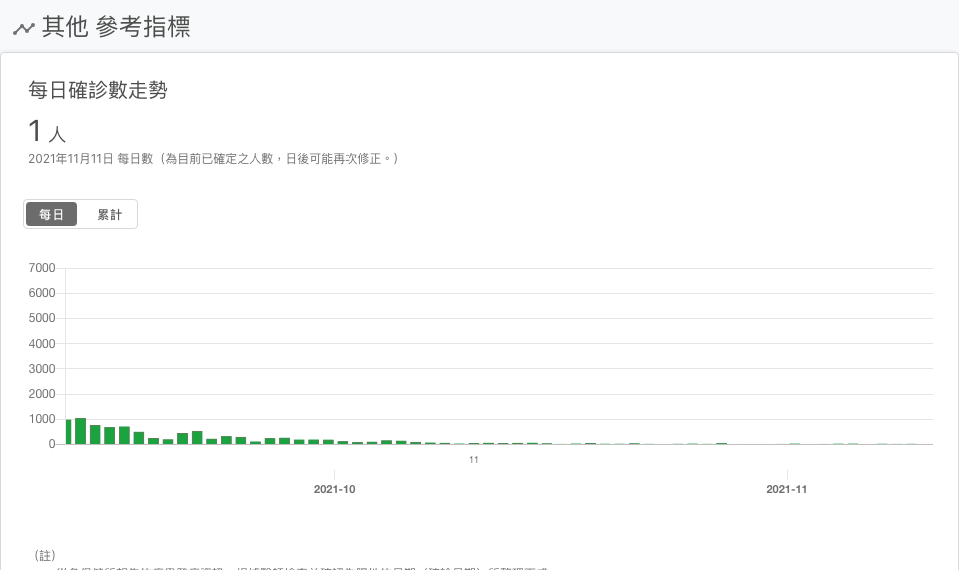 其他 參考指標
每日確診數走勢
1 人
2021年11月11日 每日數（為目前已確定之人數，日後可能再次修正。）
每日 累計
7000
6000
5000
4000
3000
2000
1000
0
11
2021-10 2021-11
（註）